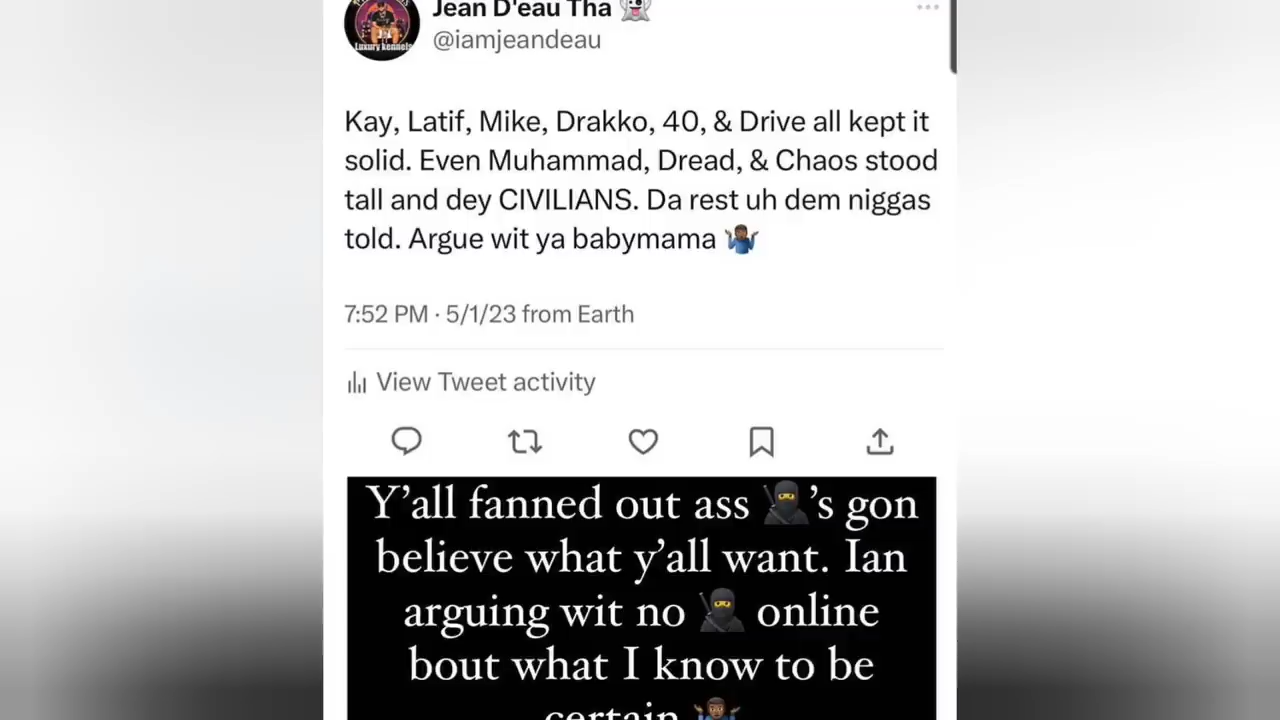 Jean D'eau Tha 👻
Luxury kennels
@iamjeandeau
Kay, Latif, Mike, Drakko, 40, & Drive all kept it
solid. Even Muhammad, Dread, & Chaos stood
tall and dey CIVILIANS. Da rest uh dem niggas
told. Argue wit ya babymama 🤷🏾‍♂️
7:52 PM · 5/1/23 from Earth
View Tweet activity
Y’all fanned out ass 🥷🏾’s gon
believe what y’all want. Ian
arguing wit no 🥷🏾 online
bout what I know to be
certain 🤷🏾‍♂️